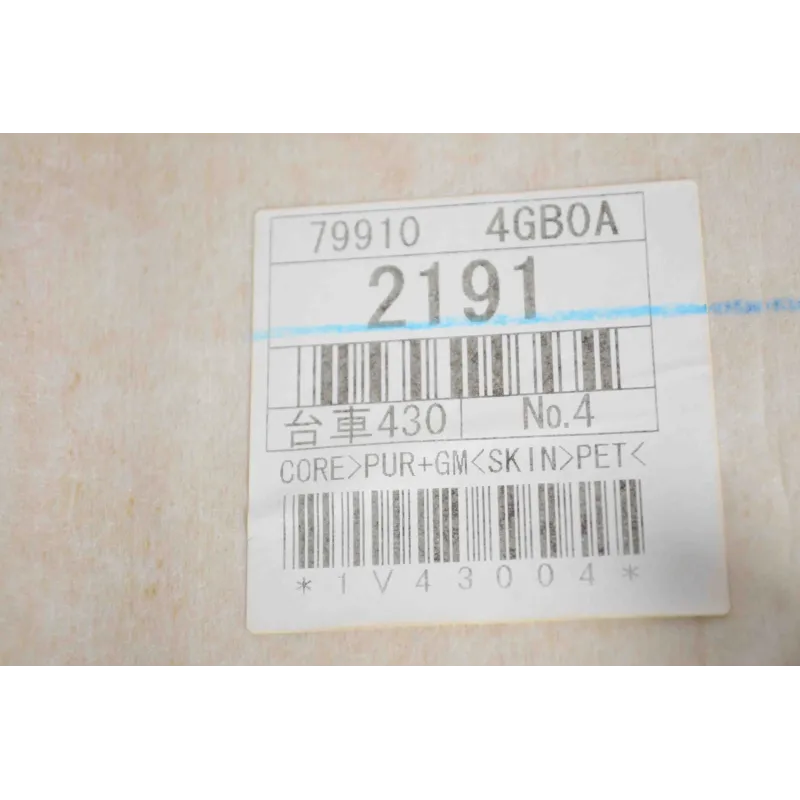 79910 4GB0A
2191
台車430 No.4
CORE>PUR+GM<SKIN>PET<
*1V43004*